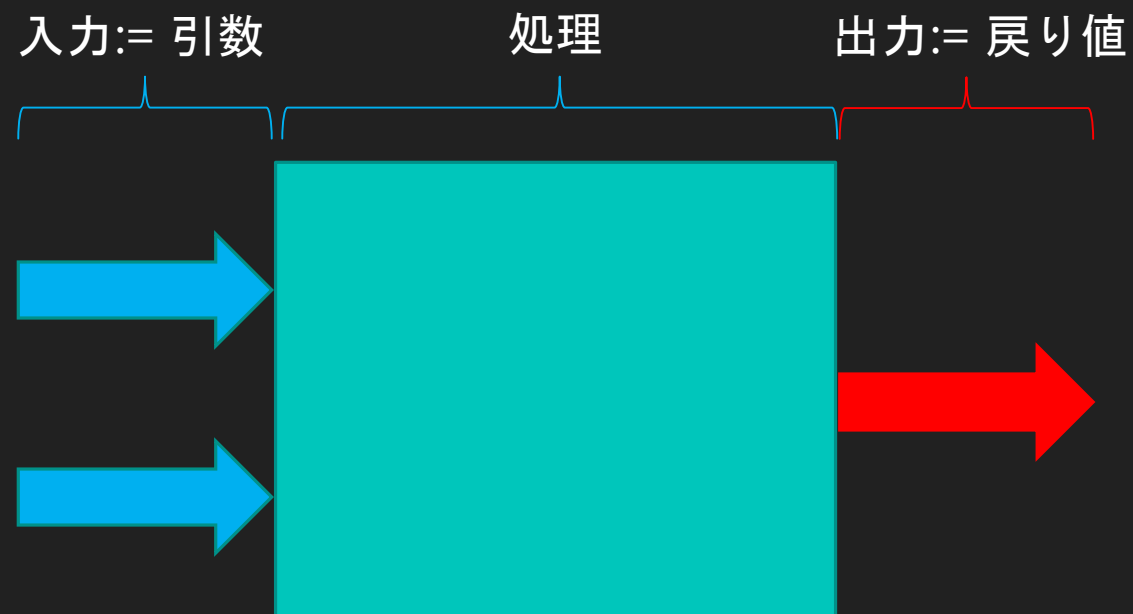 入力:= 引数
処理
出力:= 戻り値